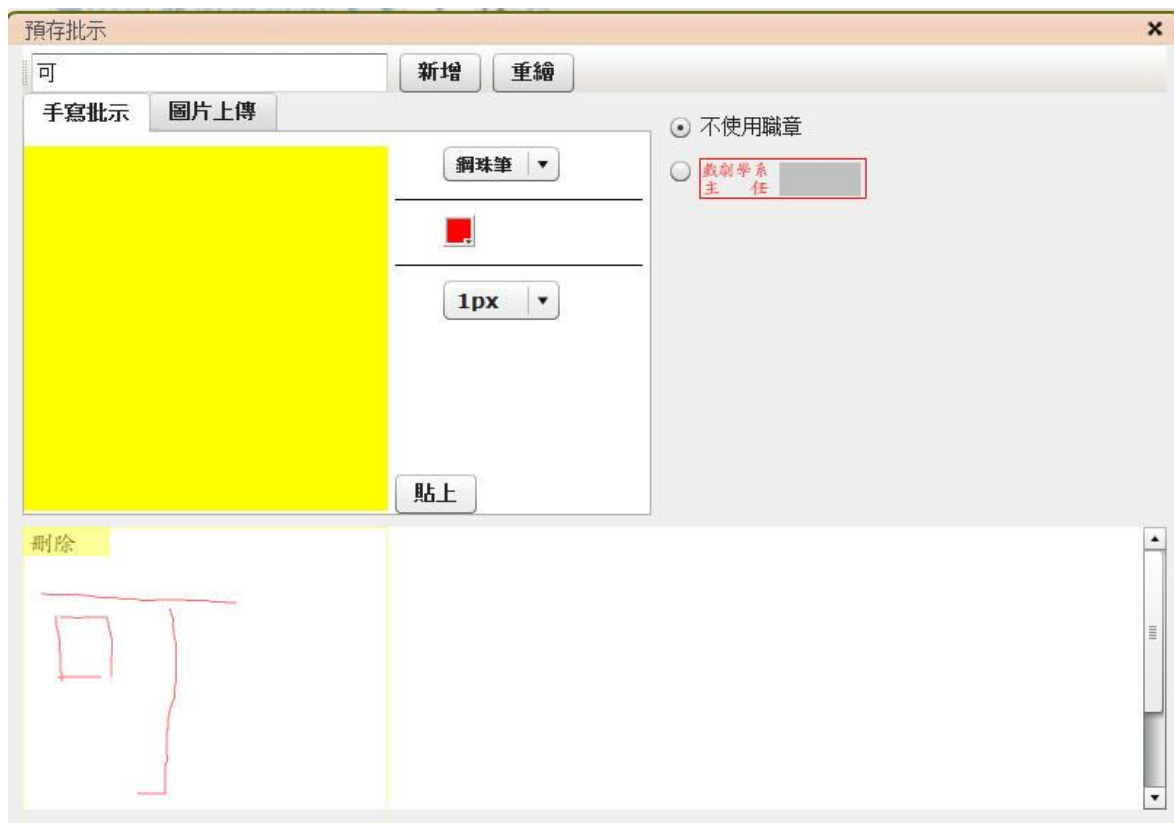 預存批示
可
新增 重繪
手寫批示 圖片上傳
鋼珠筆
1px
貼上
不使用職章
戲劇學系
主 任
刪除
可